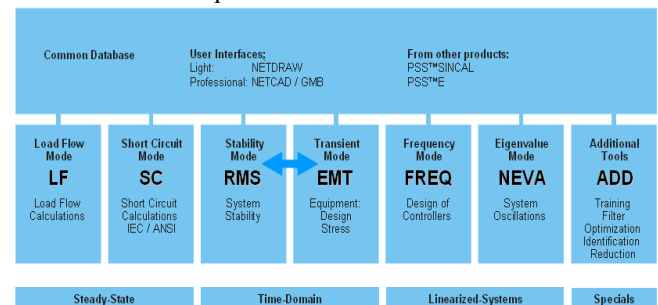 Common Database
User Interfaces;
Light: NETDRAW
Professional: NETCAD / GMB
From other products:
PSS™SINCAL
PSS™E
Load Flow
Mode
LF
Load Flow
Calculations
Short Circuit
Mode
SC
Short Circuit
Calculations
IEC / ANSI
Stability
Mode
RMS
System
Stability
Transient
Mode
EMT
Equipment:
Design
Stress
Frequency
Mode
FREQ
Design of
Controllers
Eigenvalue
Mode
NEVA
System
Oscillations
Additional
Tools
ADD
Training
Filter
Optimization
Identification
Reduction
Steady-State
Time-Domain
Linearized-Systems
Specials